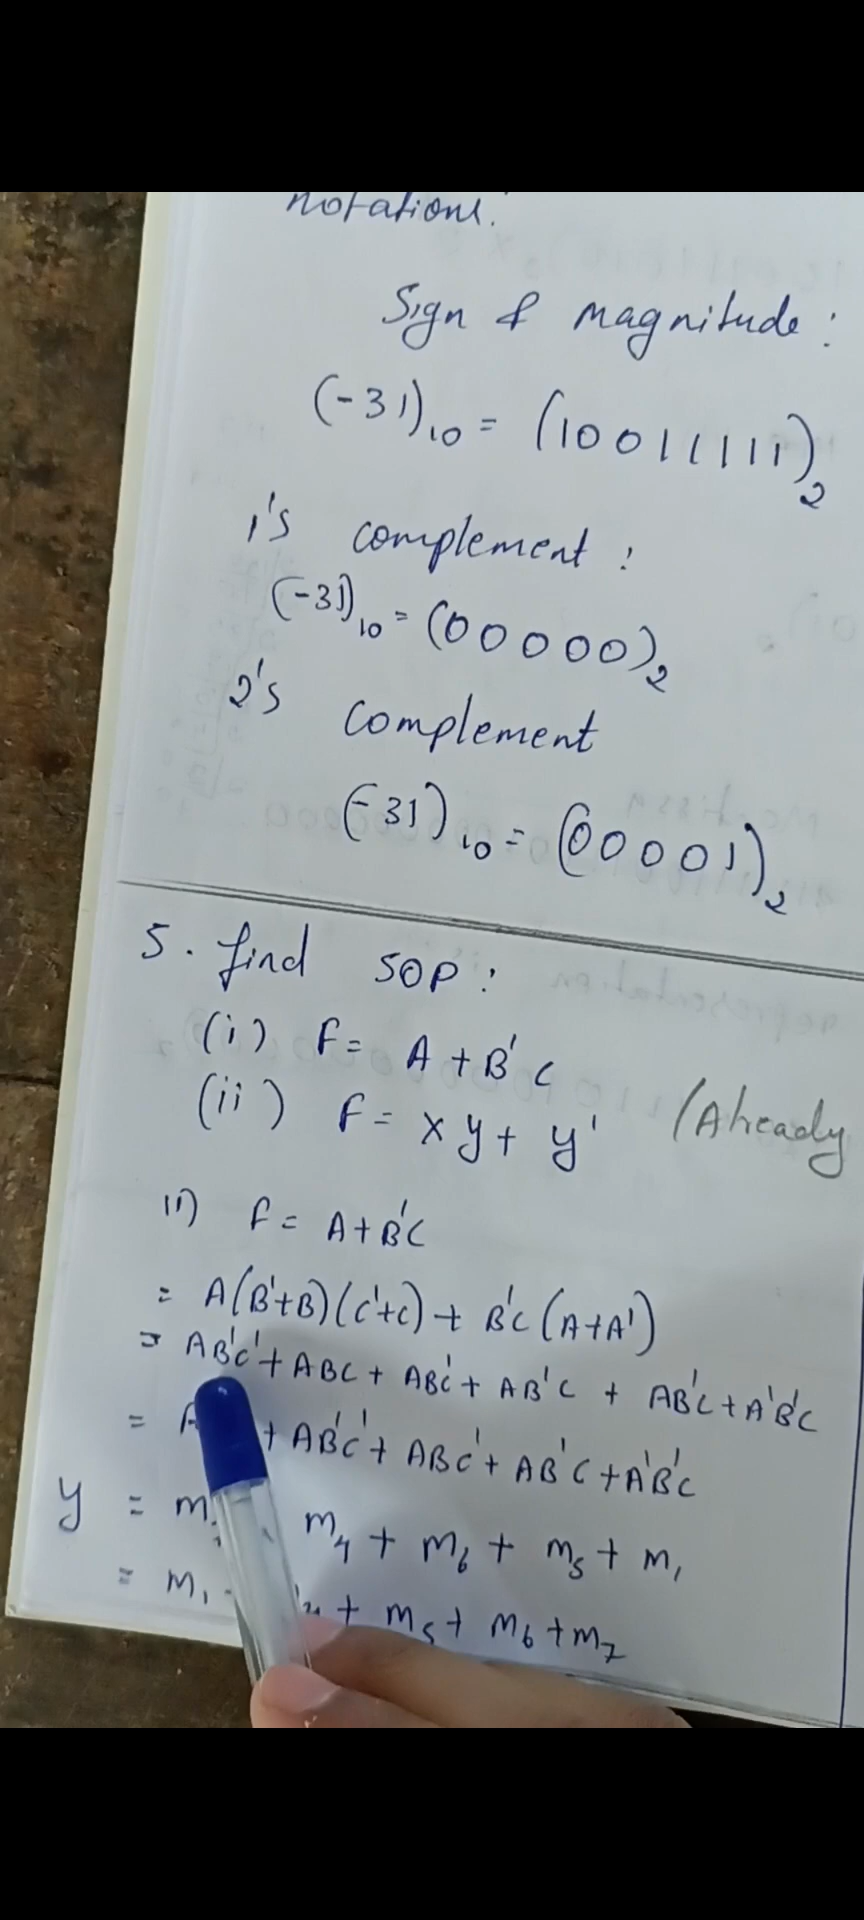 notations.
Sign & magnitude :
(-31)₁₀ = (10011111)₂
1's complement :
(-31)₁₀ = (00000)₂
2's complement
(-31)₁₀ = (00001)₂
5. find SOP :
(i) F = A + B'C
(ii) F = xy + y' (Already
11) F = A + B'C
= A(B'+B)(C'+C) + B'C(A+A')
= AB'C' + ABC + ABC' + AB'C + AB'C + A'B'C
= + AB'C' + ABC' + AB'C + A'B'C
y = m m₄ + m₆ + m₅ + m₁
= m₁ + m₅ + m₆ + m₇